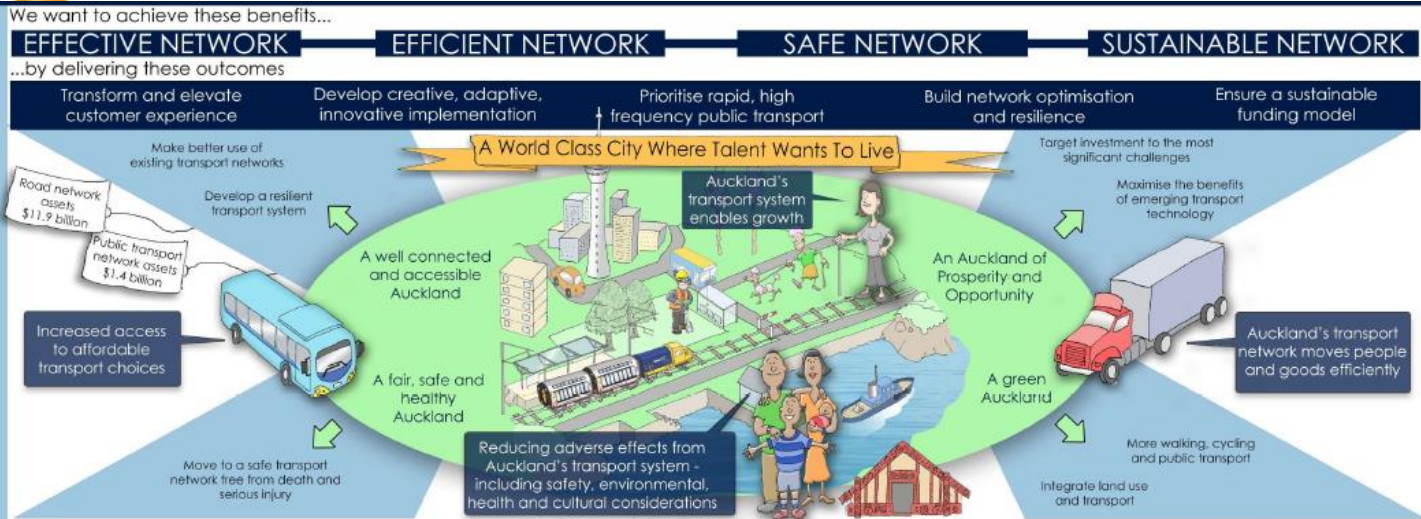 We want to achieve these benefits...
EFFECTIVE NETWORK
EFFICIENT NETWORK
SAFE NETWORK
SUSTAINABLE NETWORK
...by delivering these outcomes
Transform and elevate
customer experience
Develop creative, adaptive,
innovative implementation
Prioritise rapid, high
frequency public transport
Build network optimisation
and resilience
Ensure a sustainable
funding model
A World Class City Where Talent Wants To Live
Make better use of
existing transport networks
Develop a resilient
transport system
Road network
assets
$11.9 billion
Public transport
network assets
$1.4 billion
Increased access
to affordable
transport choices
Move to a safe transport
network free from death and
serious injury
A well connected
and accessible
Auckland
A fair, safe and
healthy
Auckland
Auckland's
transport system
enables growth
Reducing adverse effects from
Auckland's transport system -
including safety, environmental,
health and cultural considerations
An Auckland of
Prosperity and
Opportunity
A green
Auckland
Target investment to the most
significant challenges
Maximise the benefits
of emerging transport
technology
Auckland's transport
network moves people
and goods efficiently
More walking, cycling
and public transport
Integrate land use
and transport